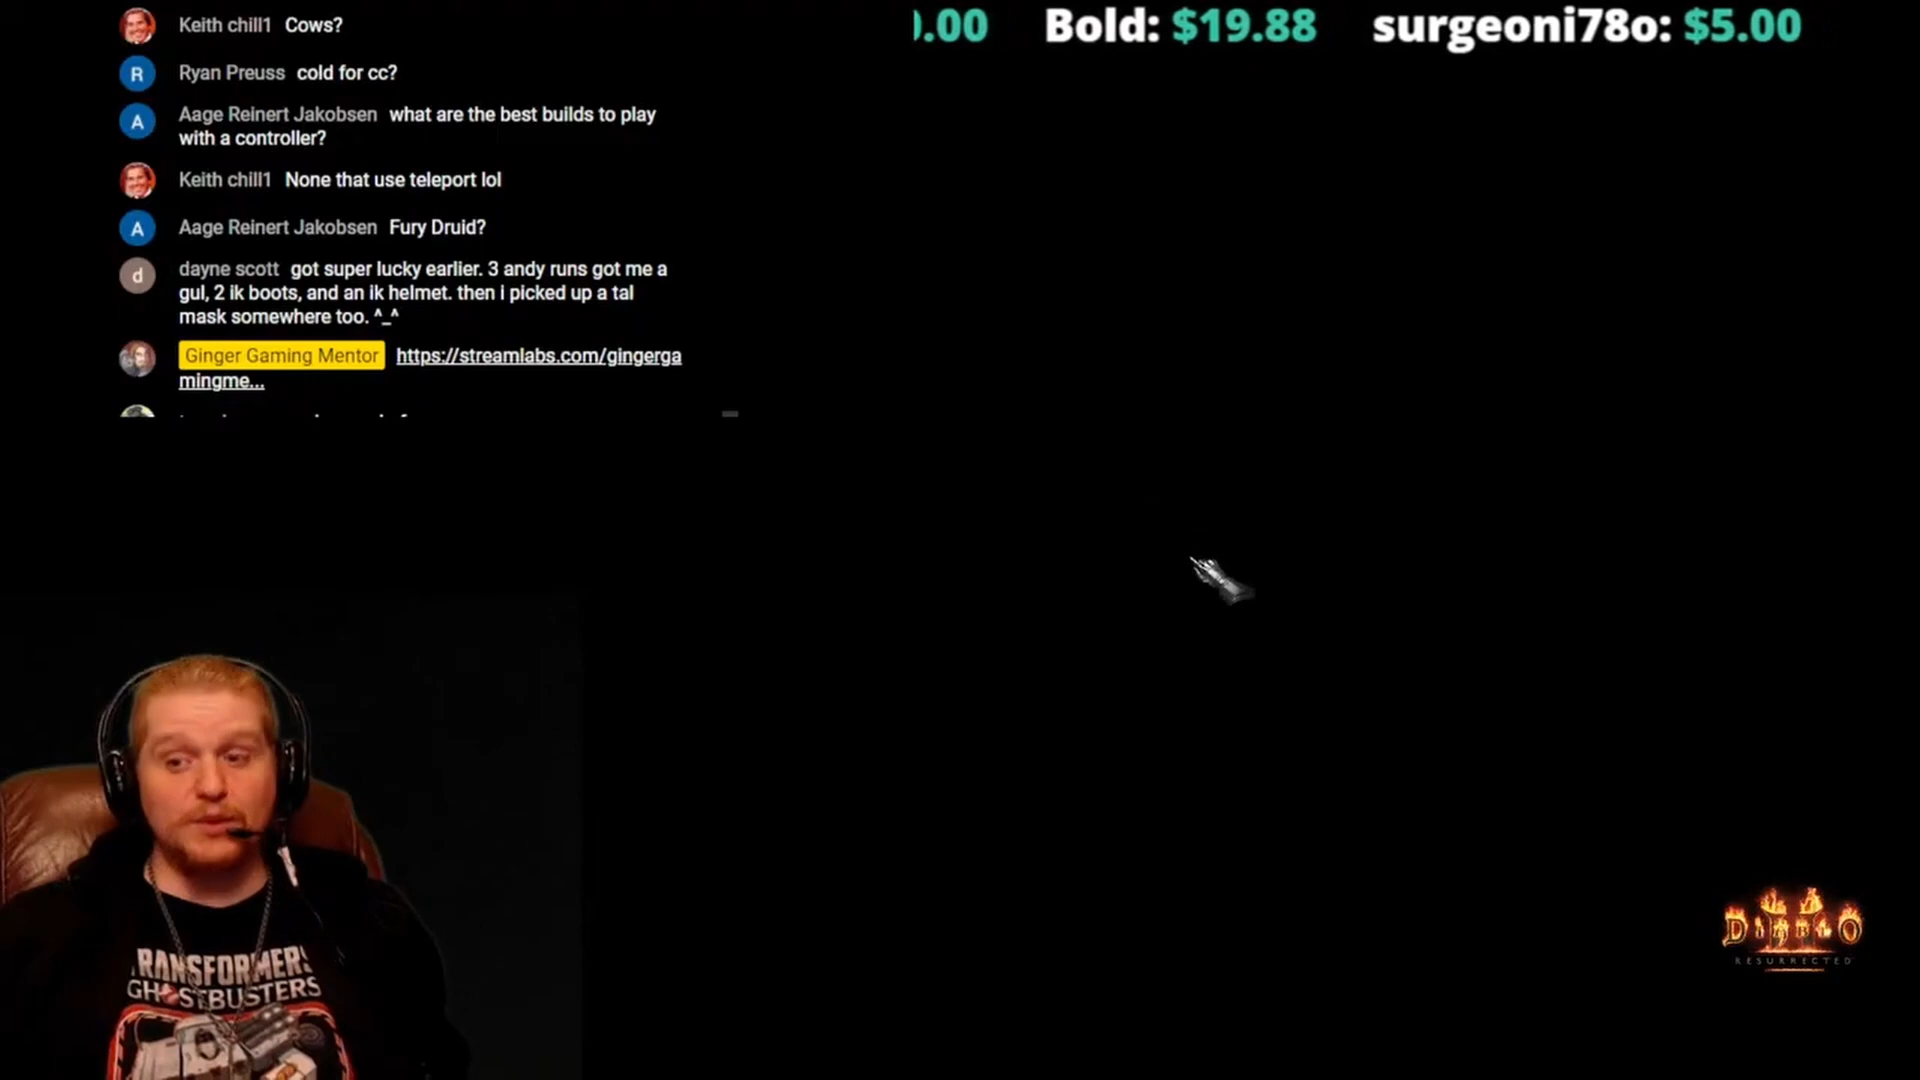 Keith chill1 Cows?
).00 Bold: $19.88 surgeoni78o: $5.00
Ryan Preuss cold for cc?
Aage Reinert Jakobsen what are the best builds to play
with a controller?
Keith chill1 None that use teleport lol
Aage Reinert Jakobsen Fury Druid?
dayne scott got super lucky earlier. 3 andy runs got me a
gul, 2 ik boots, and an ik helmet. then i picked up a tal
mask somewhere too. ^_^
Ginger Gaming Mentor https://streamlabs.com/gingerga
mingme...
R
A
A
d
TRANSFORMERS
GHOSTBUSTERS
DIABLO
RESURRECTED